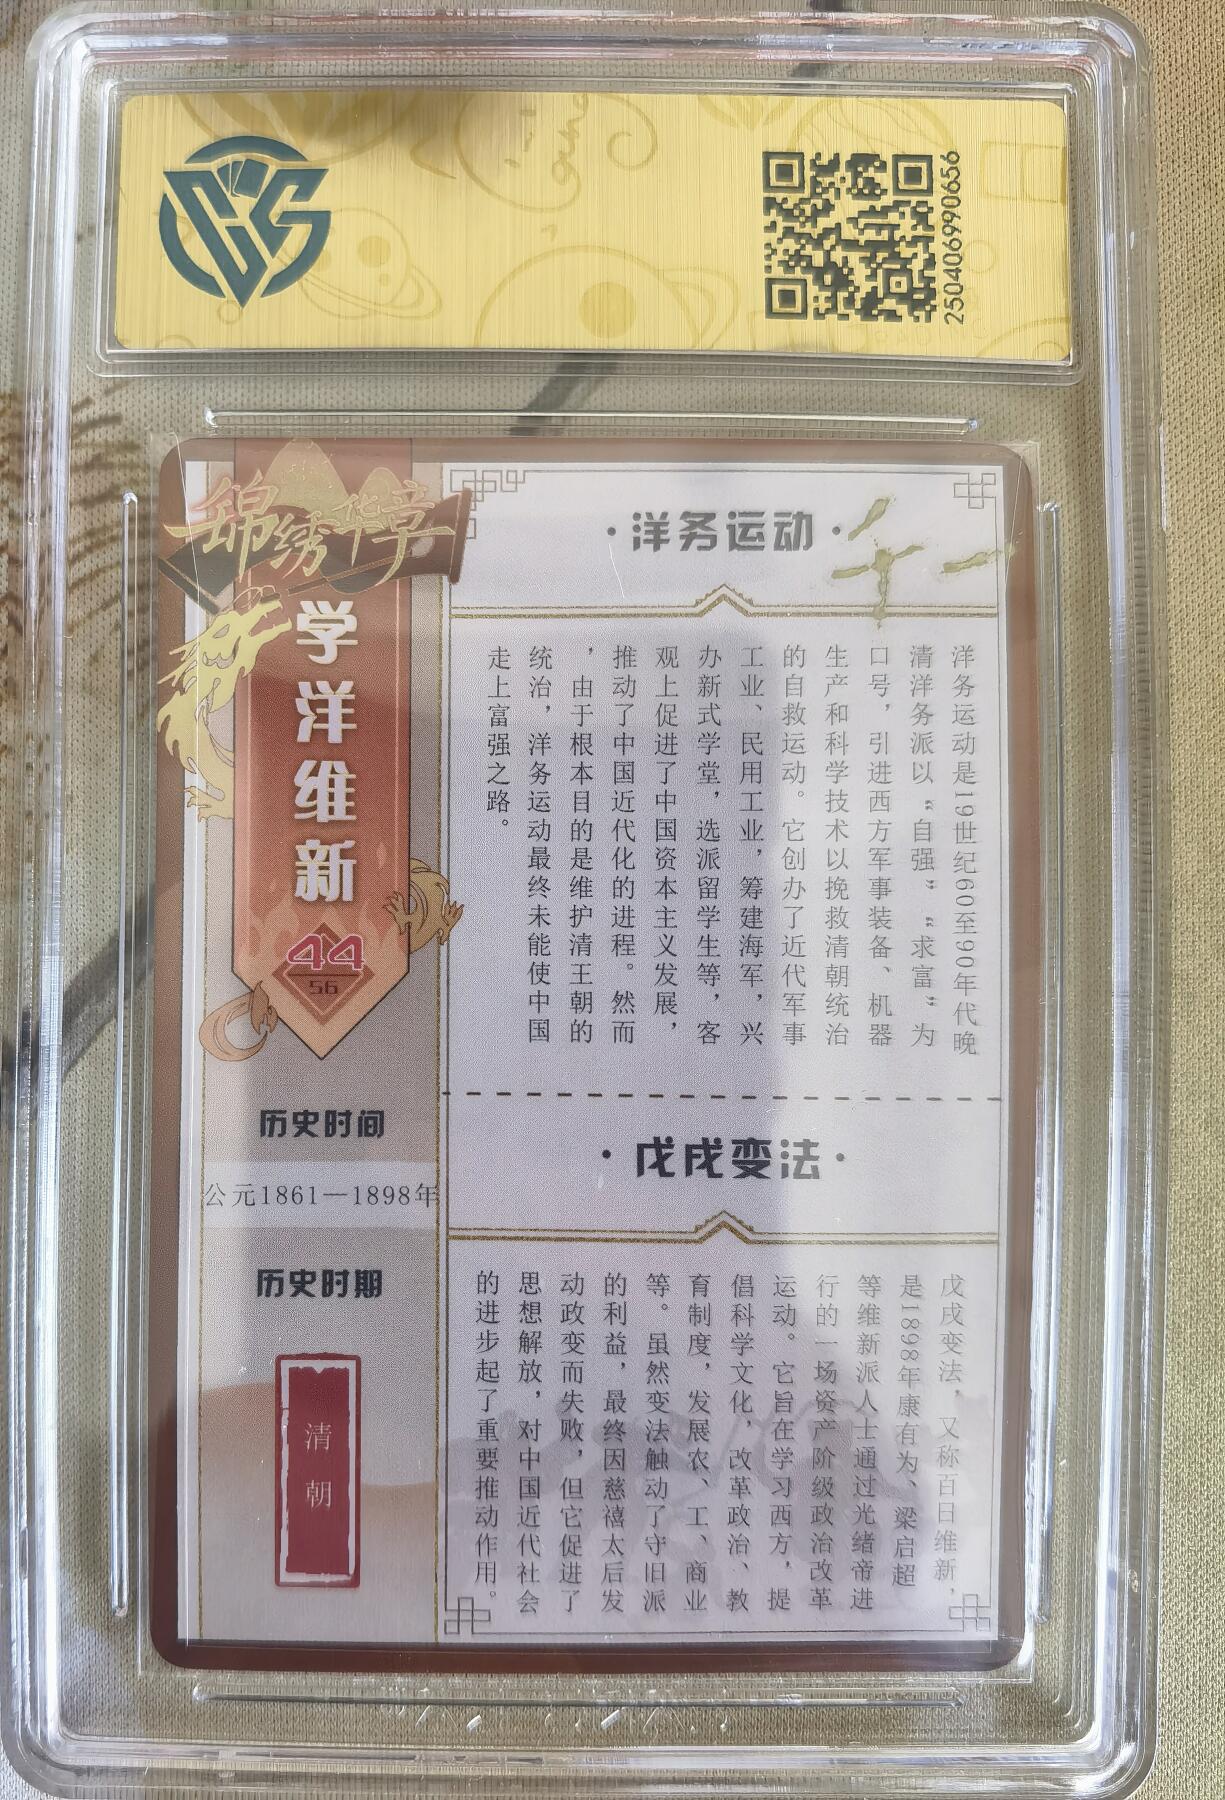 CCG
2504069990656
锦绣华章
学洋维新
44
56
历史时间
公元1861—1898年
历史时期
清朝
·洋务运动·
洋务运动是19世纪60至90年代晚
清洋务派以“自强”“求富”为
口号，引进西方军事装备、机器
生产和科学技术以挽救清朝统治
的自救运动。它创办了近代军事
工业、民用工业，筹建海军，兴
办新式学堂，选派留学生等，客
观上促进了中国资本主义发展，
推动了中国近代化的进程。然而
，由于根本目的是维护清王朝的
统治，洋务运动最终未能使中国
走上富强之路。
·戊戌变法·
戊戌变法，又称百日维新，
是1898年康有为、梁启超
等维新派人士通过光绪帝进
行的一场资产阶级政治改革
运动。它旨在学习西方，提
倡科学文化，改革政治、教
育制度，发展农、工、商业
等。虽然变法触动了守旧派
的利益，最终因慈禧太后发
动政变而失败，但它促进了
思想解放，对中国近代社会
的进步起了重要推动作用。